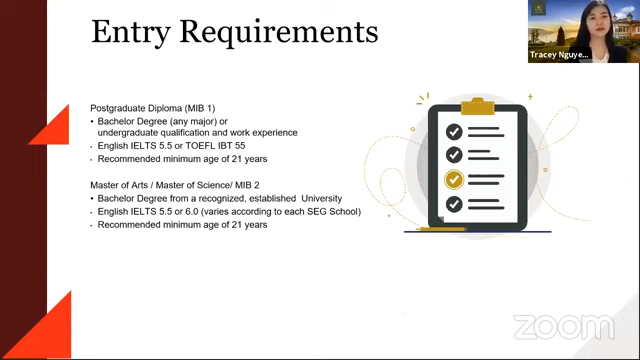 Entry Requirements
Tracey Nguye...
Postgraduate Diploma (MIB 1)
• Bachelor Degree (any major) or
undergraduate qualification and work experience
• English IELTS 5.5 or TOEFL IBT 55
• Recommended minimum age of 21 years
Master of Arts / Master of Science/ MIB 2
• Bachelor Degree from a recognized, established University
• English IELTS 5.5 or 6.0 (varies according to each SEG School)
• Recommended minimum age of 21 years
zoom